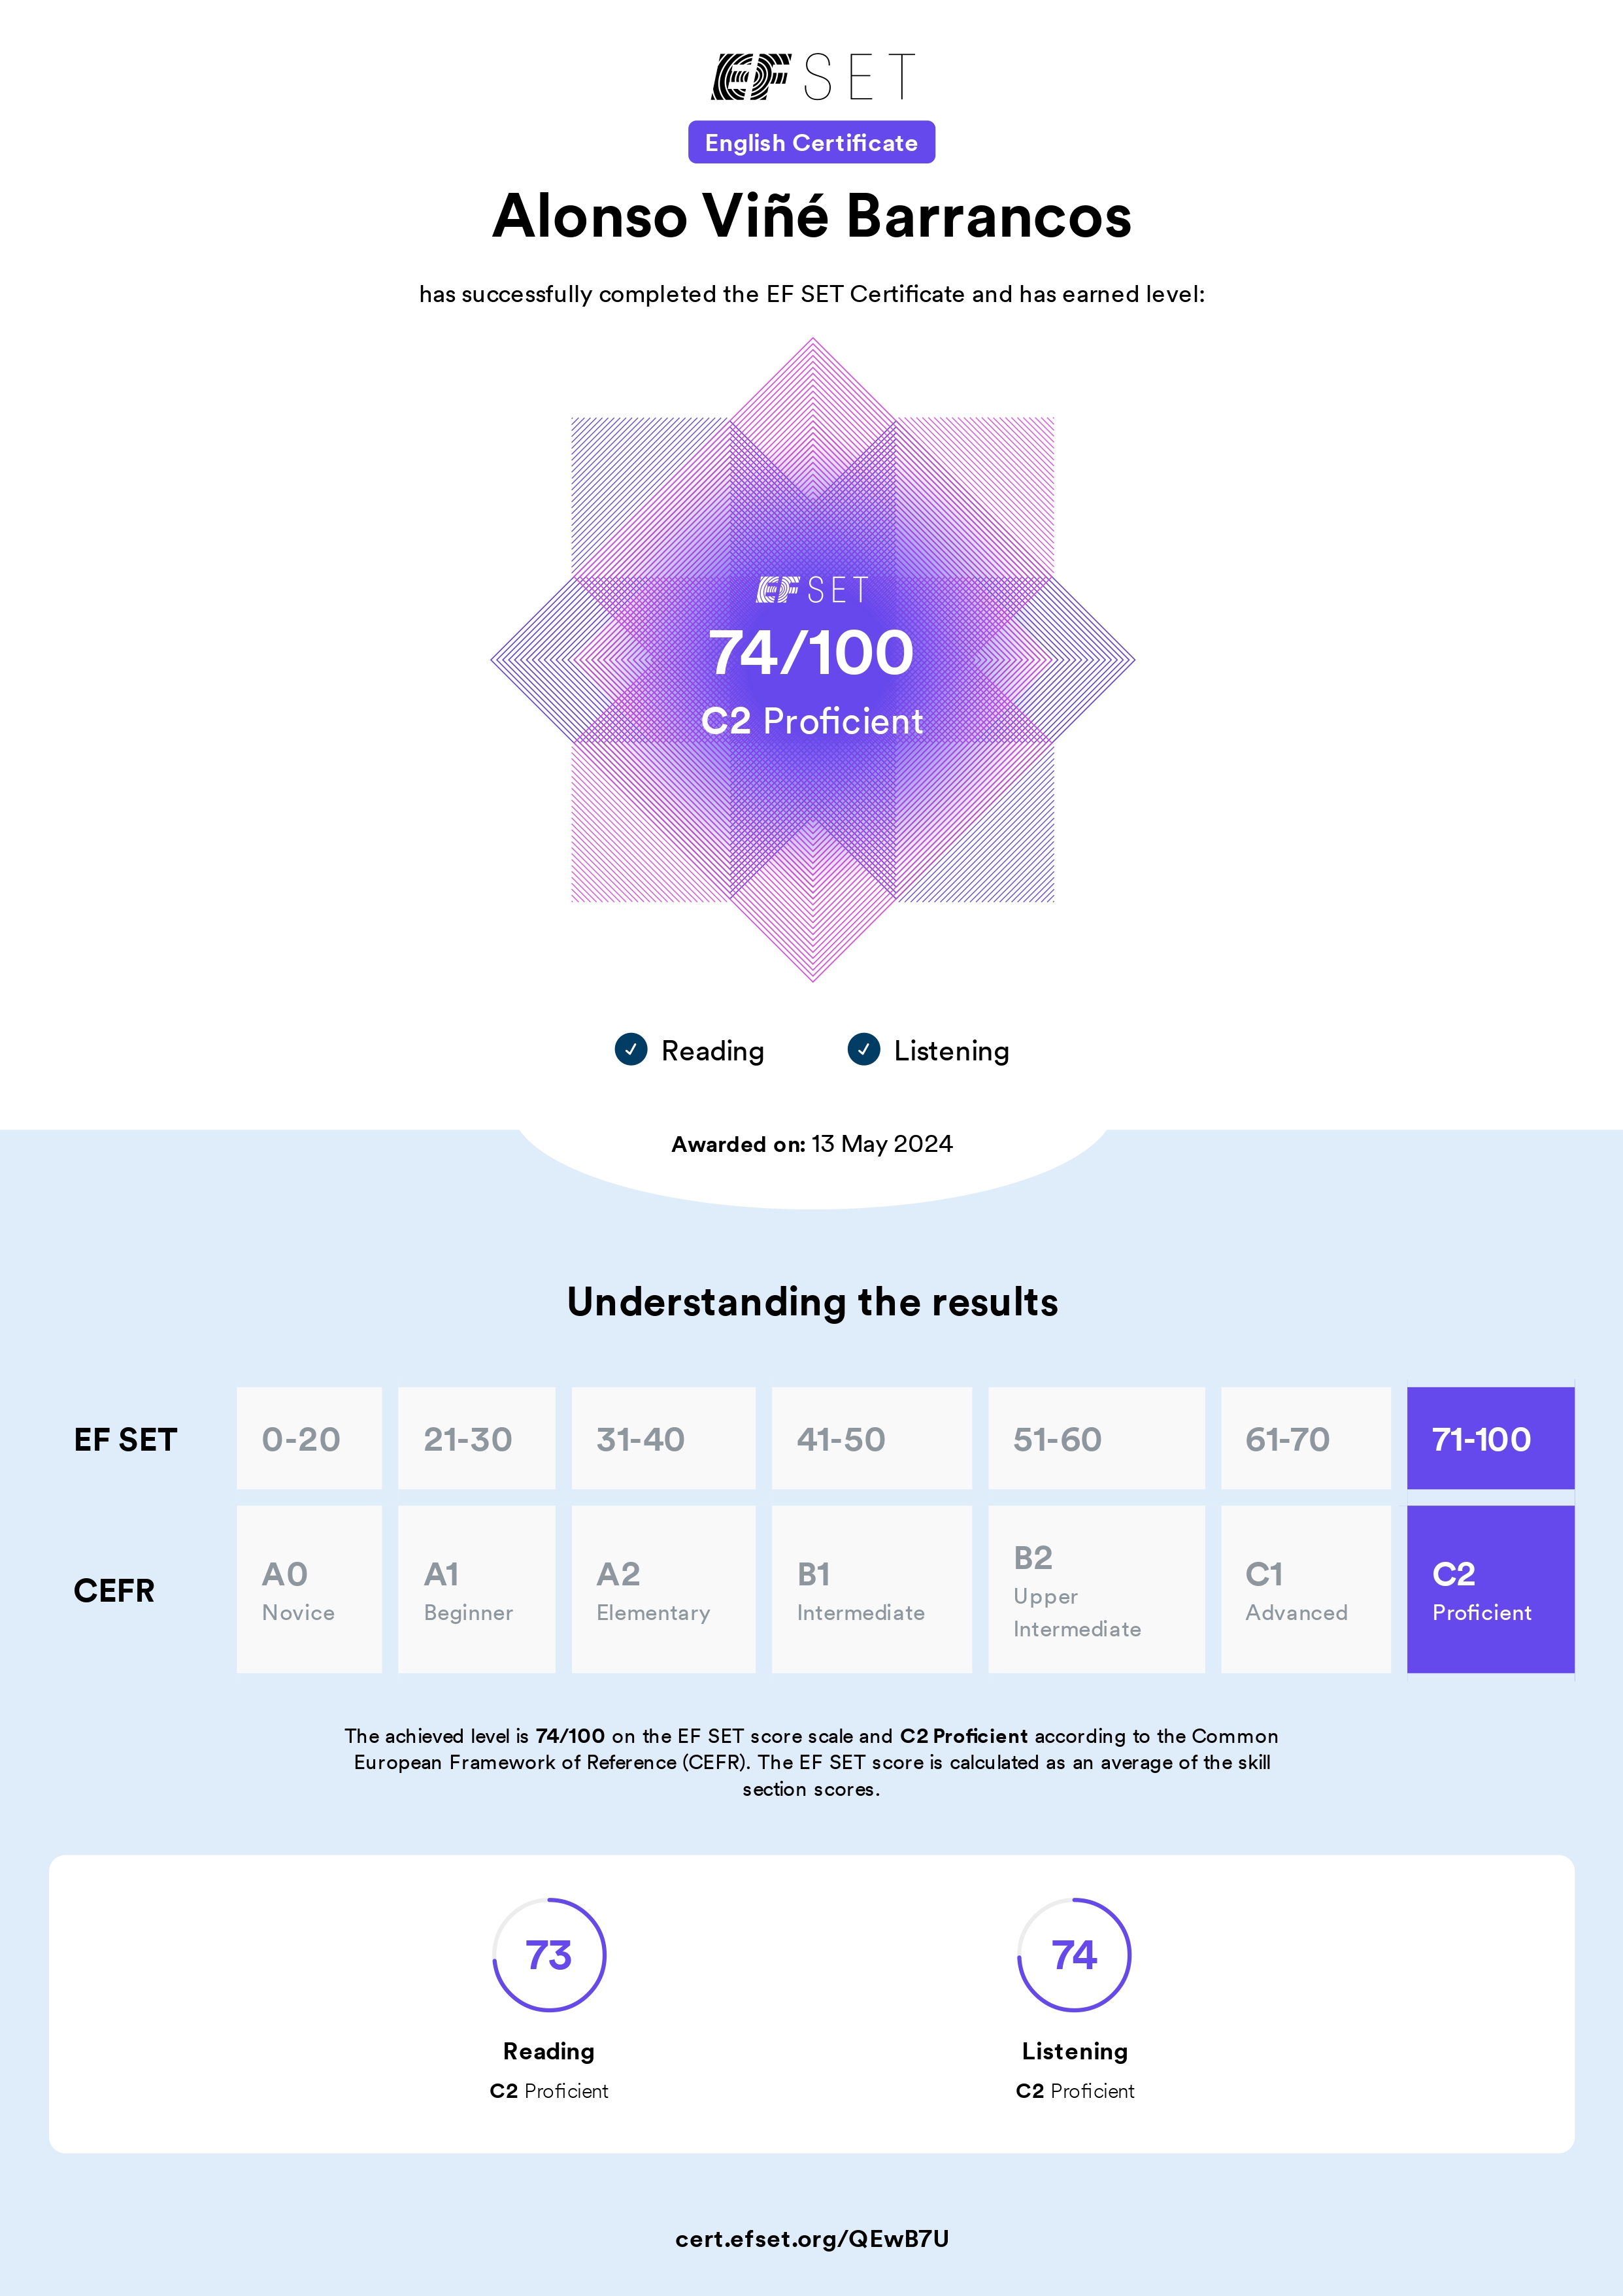 EF SET
English Certificate
Alonso Viñé Barrancos
has successfully completed the EF SET Certificate and has earned level:
EF SET
74/100
C2 Proficient
Reading Listening
Awarded on: 13 May 2024
Understanding the results
EF SET 0-20 21-30 31-40 41-50 51-60 61-70 71-100
CEFR
A0
Novice
A1
Beginner
A2
Elementary
B1
Intermediate
B2
Upper
Intermediate
C1
Advanced
C2
Proficient
The achieved level is 74/100 on the EF SET score scale and C2 Proficient according to the Common
European Framework of Reference (CEFR). The EF SET score is calculated as an average of the skill
section scores.
73
Reading
C2 Proficient
74
Listening
C2 Proficient
cert.efset.org/QEwB7U